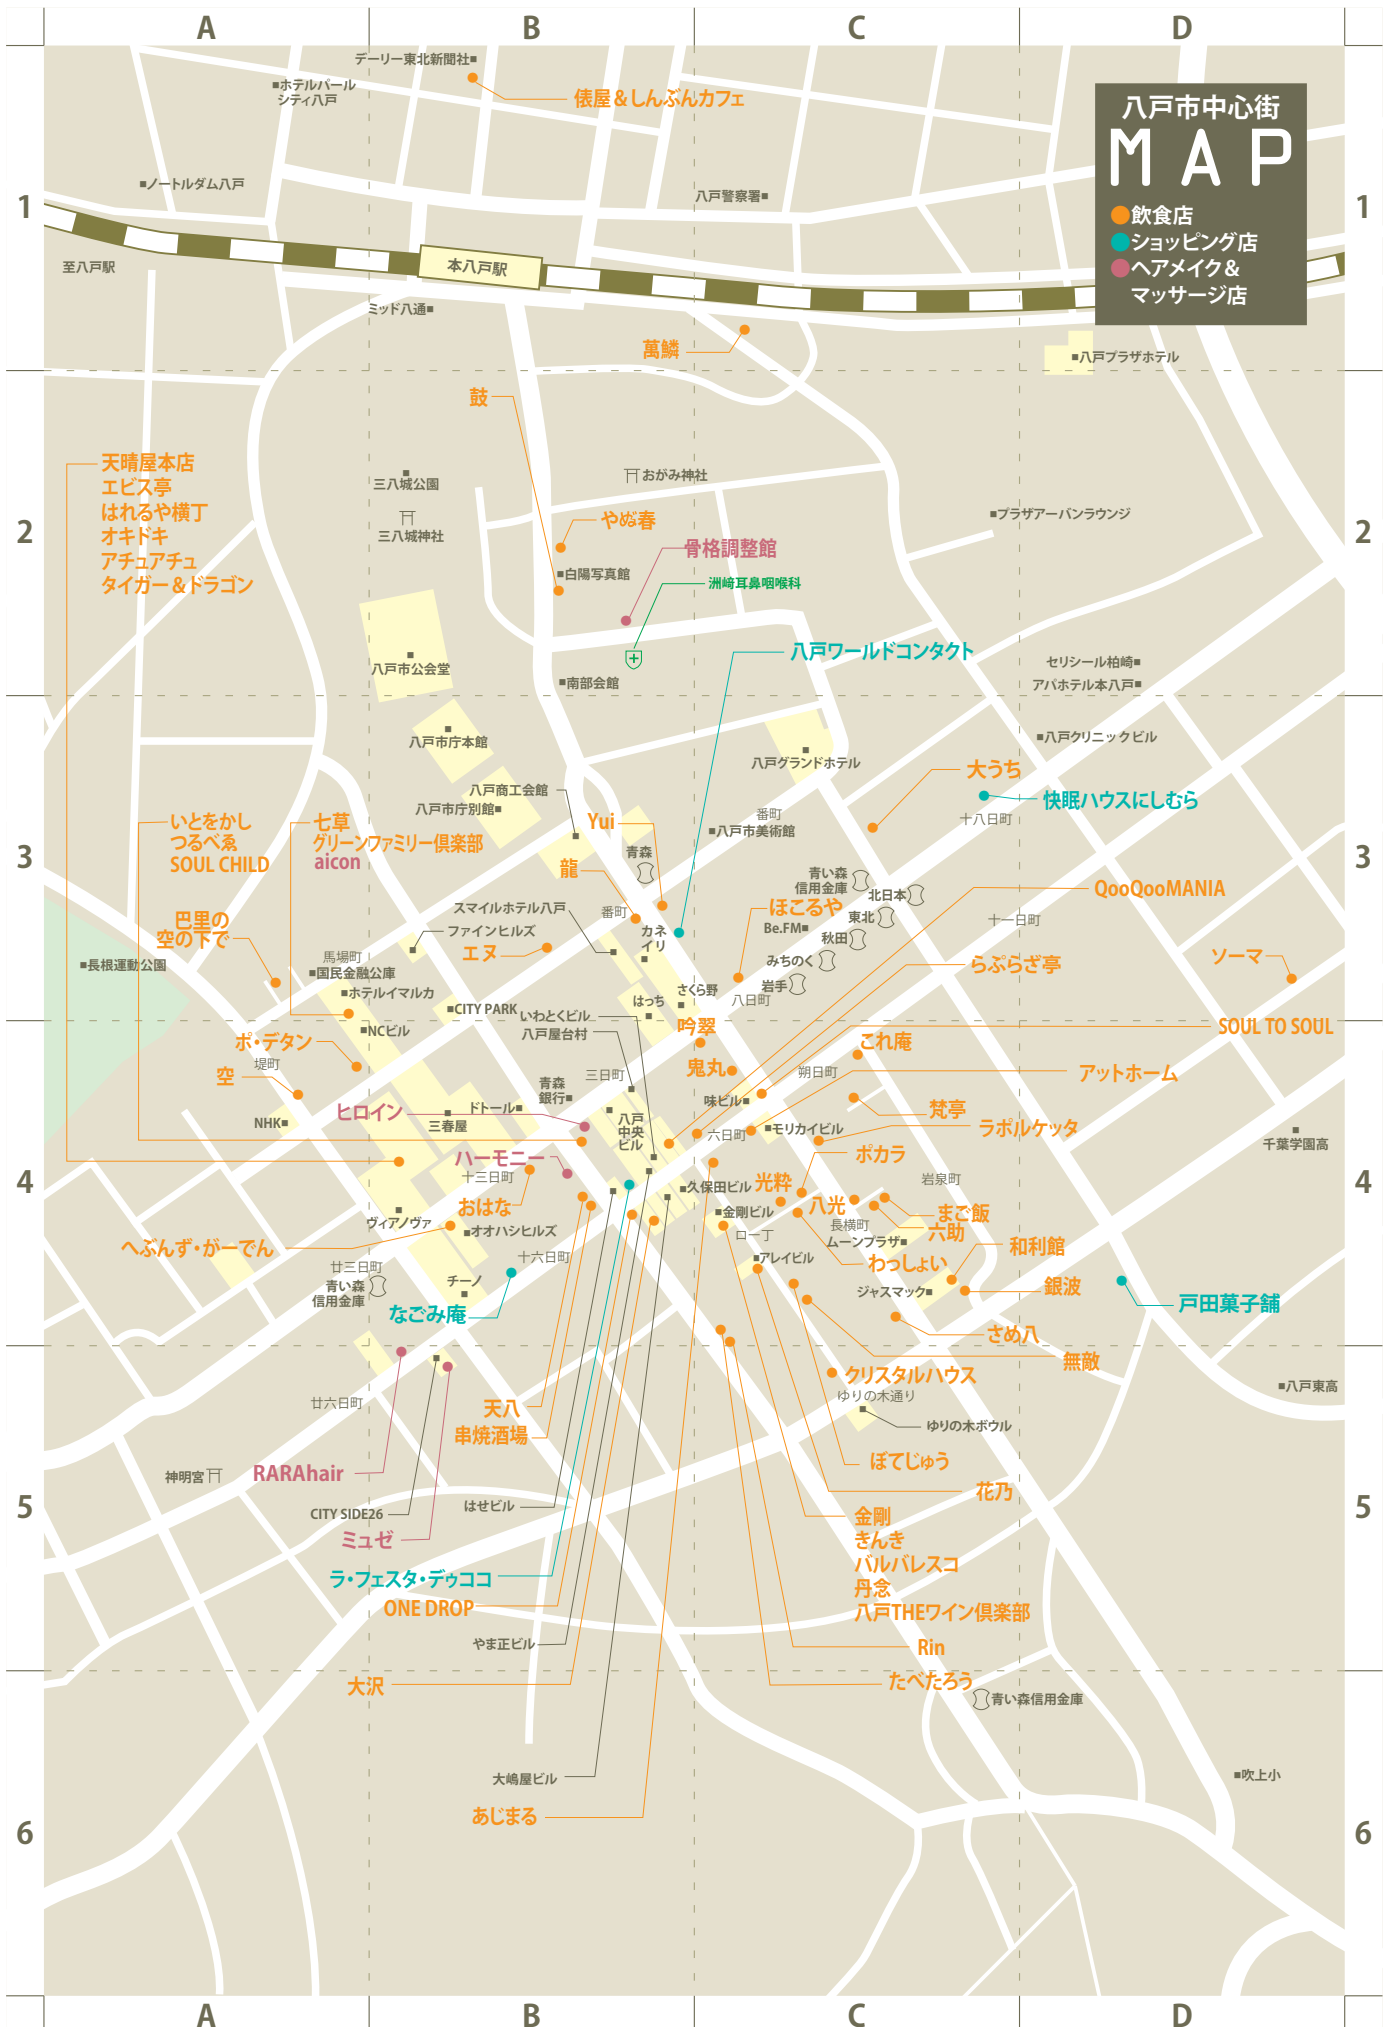 A
B
C
D
デーリー東北新聞社
ホテルパール
シティ八戸
俵屋＆しんぶんカフェ
八戸市中心街
MAP
飲食店
ショッピング店
ヘアメイク＆
マッサージ店
ノートルダム八戸
八戸警察署
1
1
至八戸駅
本八戸駅
ミッド八通
萬鱗
八戸プラザホテル
鼓
天晴屋本店
エビス亭
はれるや横丁
オキドキ
アチュアチュ
タイガー＆ドラゴン
三八城公園
三八城神社
おがみ神社
やぬ春
プラザアーバンラウンジ
2
2
骨格調整館
白陽写真館
洲﨑耳鼻咽喉科
八戸市公会堂
南部会館
八戸ワールドコンタクト
セリシール柏崎
アパホテル本八戸
八戸市庁本館
八戸グランドホテル
八戸クリニックビル
大うち
快眠ハウスにしむら
八戸商工会館
八戸市庁別館
番町
八戸市美術館
十八日町
いとをかし
つるべゑ
SOUL CHILD
七草
グリーンファミリー倶楽部
aicon
Yui
青森
龍
3
3
青い森
信用金庫
北日本
QooQooMANIA
スマイルホテル八戸
番町
ほこるや
Be.FM
東北
秋田
十一日町
巴里の
空の下で
ファインヒルズ
エヌ
カネ
イリ
みちのく
らぷらざ亭
ソーマ
長根運動公園
馬場町
国民金融公庫
ホテルイマルカ
CITY PARK
さくら野
はっち
岩手
八日町
いわとくビル
八戸屋台村
NCビル
吟翠
SOUL TO SOUL
ポ・デタン
堤町
空
これ庵
鬼丸
朔日町
アットホーム
三日町
青森
銀行
ヒロイン
NHK
三春屋
ドトール
八戸
中央
ビル
味ビル
梵亭
六日町
モリカイビル
ラポルケッタ
千葉学園高
ハーモニー
ポカラ
4
4
十三日町
おはな
久保田ビル
光粋
岩泉町
八光
まご飯
ヴィアノヴァ
オオハシヒルズ
金剛ビル
長横町
六助
へぶんず・がーでん
ロー丁
ムーンプラザ
和利館
廿三日町
十六日町
アレイビル
わっしょい
青い森
信用金庫
チーノ
ジャスマック
銀波
戸田菓子舗
なごみ庵
さめ八
無敵
クリスタルハウス
八戸東高
廿六日町
天八
ゆりの木通り
串焼酒場
ゆりの木ボウル
ぼてじゅう
神明宮
RARAhair
花乃
CITY SIDE26
はせビル
5
5
金剛
きんき
バルバレスコ
丹念
八戸THEワイン倶楽部
ミュゼ
ラ・フェスタ・デゥココ
ONE DROP
やま正ビル
Rin
大沢
たべたろう
青い森信用金庫
大嶋屋ビル
吹上小
あじまる
6
6
A
B
C
D